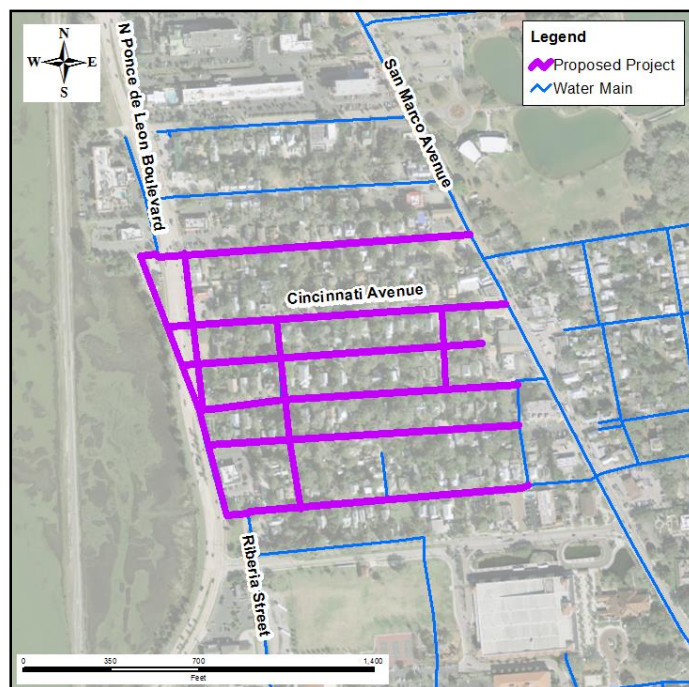 N
W E
S
N Ponce de Leon Boulevard
San Marco Avenue
Legend
Proposed Project
Water Main
Cincinnati Avenue
Riberia Street
0 350 700 1,400
Feet